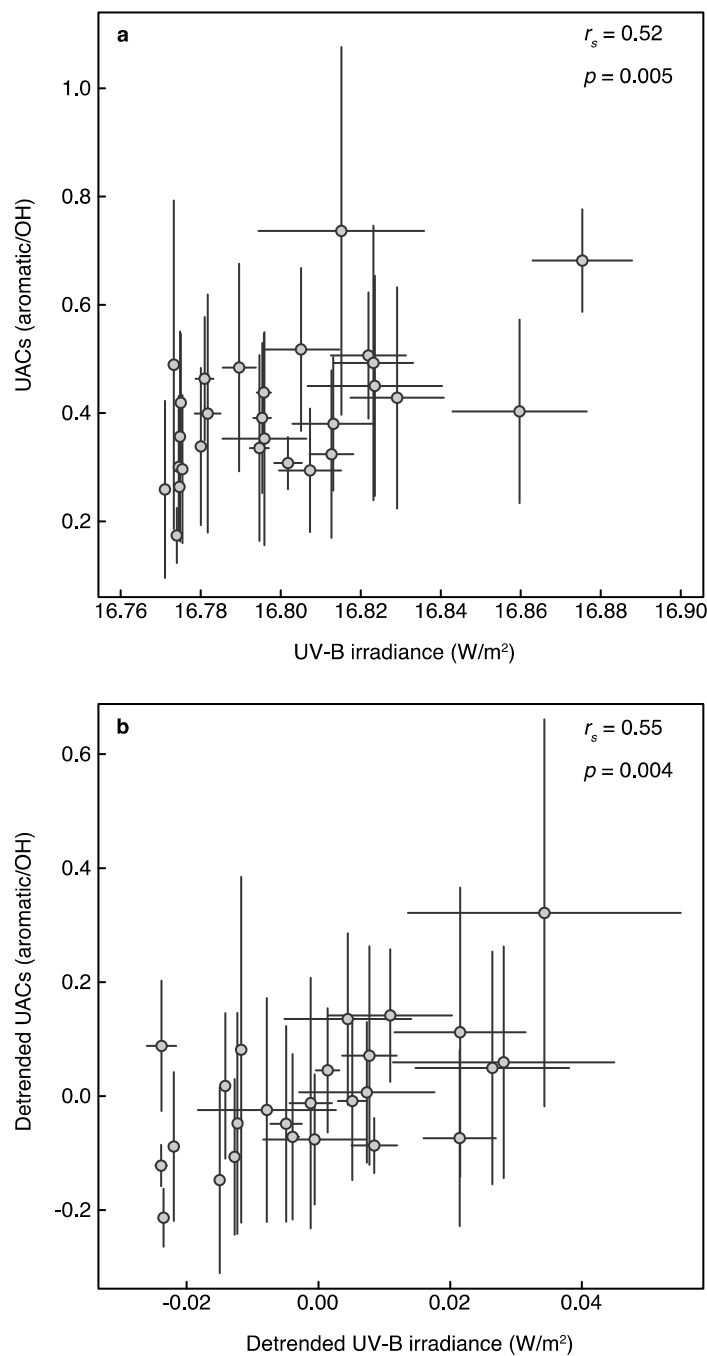 a
r_s = 0.52
p = 0.005
1.0
0.8
0.6
0.4
0.2
UACs (aromatic/OH)
16.76 16.78 16.80 16.82 16.84 16.86 16.88 16.90
UV-B irradiance (W/m²)
b
r_s = 0.55
p = 0.004
0.6
0.4
0.2
0.0
-0.2
Detrended UACs (aromatic/OH)
-0.02 0.00 0.02 0.04
Detrended UV-B irradiance (W/m²)